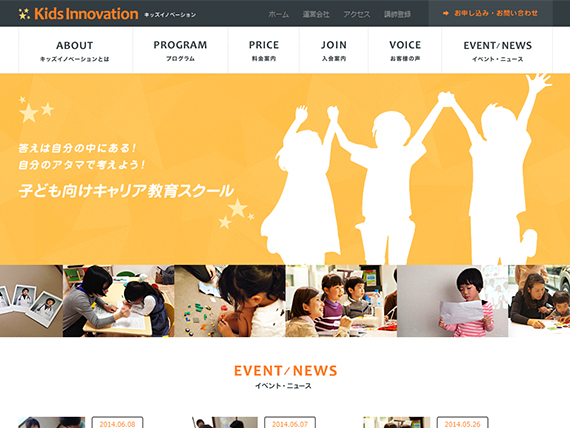 Kids Innovation キッズイノベーション
ホーム 運営会社 アクセス 講師登録 お申し込み・お問い合わせ
ABOUT PROGRAM PRICE JOIN VOICE EVENT/NEWS
キッズイノベーションとは プログラム 料金案内 入会案内 お客様の声 イベント・ニュース
答えは自分の中にある!
自分のアタマで考えよう!
子ども向けキャリア教育スクール
EVENT/NEWS
イベント・ニュース
2014.06.08 2014.06.07 2014.05.26